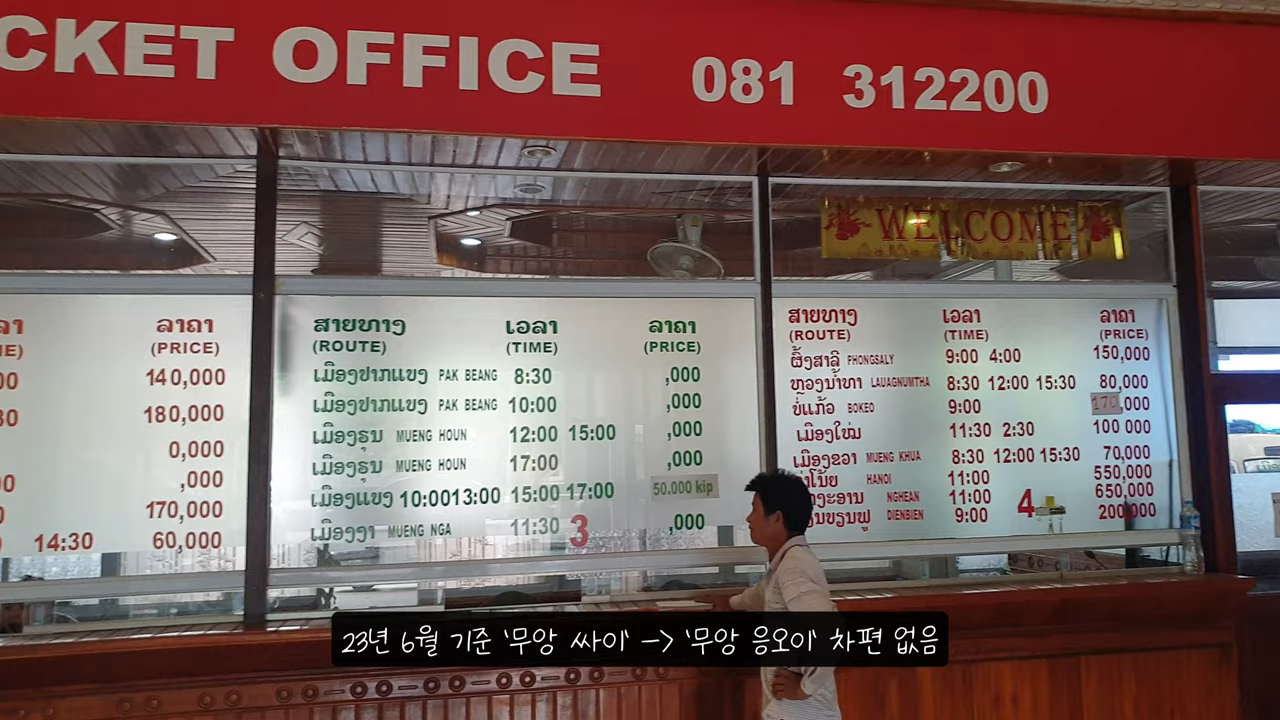 CKET OFFICE 081 312200
WELCOME
ລາຄາ
(PRICE)
140,000
180,000
0,000
,000
170,000
14:30 60,000
ສາຍທາງ ເວລາ ລາຄາ
(ROUTE) (TIME) (PRICE)
ເມືອງປາກແບງ PAK BEANG 8:30 ,000
ເມືອງປາກແບງ PAK BEANG 10:00 ,000
ເມືອງຮຸນ MUENG HOUN 12:00 15:00 ,000
ເມືອງຮຸນ MUENG HOUN 17:00 ,000
ເມືອງແບງ 10:00 13:00 15:00 17:00 50.000 kip
ເມືອງງາ MUENG NGA 11:30 ,000
3
ສາຍທາງ ເວລາ ລາຄາ
(ROUTE) (TIME) (PRICE)
ຜົ້ງສາລີ PHONGSALY 9:00 4:00 150,000
ຫຼວງນ້ຳທາ LAUAGNUMTHA 8:30 12:00 15:30 80,000
ບໍ່ແກ້ວ BOKEO 9:00 170,000
ເມືອງໃໝ່ 11:30 2:30 100 000
ເມືອງຂວາ MUENG KHUA 8:30 12:00 15:30 70,000
HANOI 11:00 550,000
NGHEAN 11:00 650,000
DIENBIEN 9:00 200,000
4
23년 6월 기준 '무앙 싸이' -> '무앙 응오이' 차편 없음